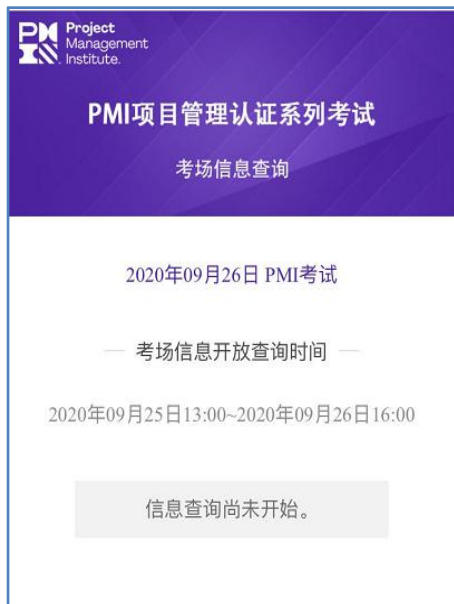 Project
Management
Institute.
PMI项目管理认证系列考试
考场信息查询
2020年09月26日 PMI考试
考场信息开放查询时间
2020年09月25日13:00~2020年09月26日16:00
信息查询尚未开始。